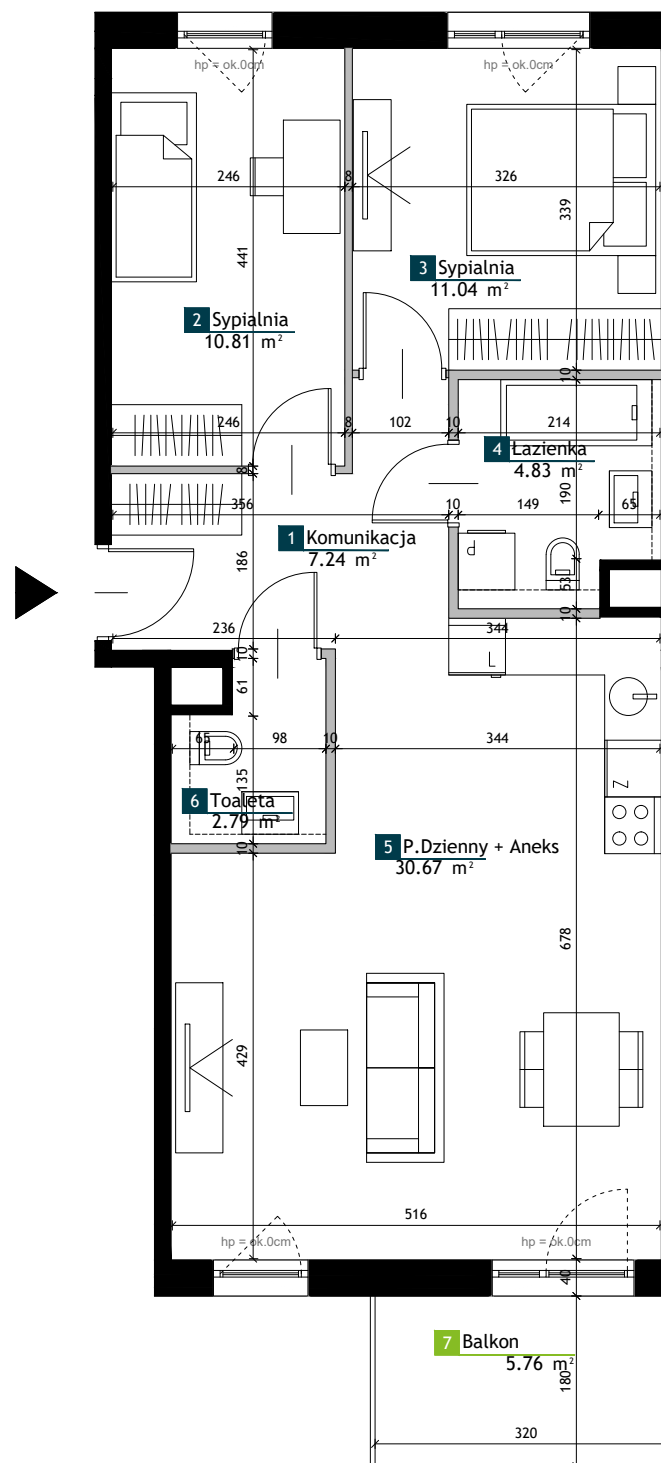 hp = ok.0cm
hp = ok.0cm
246
8
326
339
441
3 Sypialnia
11.04 m²
2 Sypialnia
10.81 m²
10
246
8
102
10
214
4 Łazienka
4.83 m²
8
356
10
149
65
190
1 Komunikacja
7.24 m²
186
d
53
10
236
344
10
L
61
65
98
10
344
135
Z
6 Toaleta
2.79 m²
10
5 P.Dzienny + Aneks
30.67 m²
678
429
516
hp = ok.0cm
hp = ok.0cm
40
7 Balkon
5.76 m²
180
320